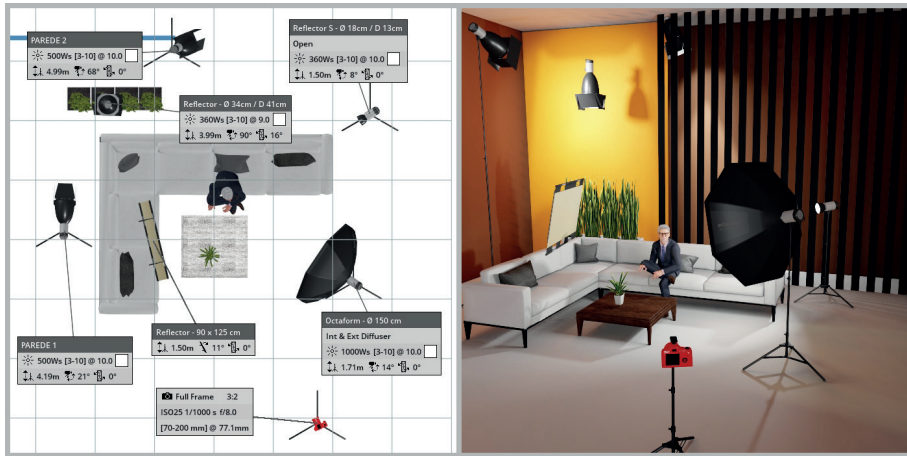 PAREDE 2
500Ws [3-10] @ 10.0
4.99m 68° 0°
Reflector S - Ø 18cm / D 13cm
Open
360Ws [3-10] @ 10.0
1.50m 8° 0°
Reflector - Ø 34cm / D 41cm
360Ws [3-10] @ 9.0
3.99m 90° 16°
PAREDE 1
500Ws [3-10] @ 10.0
4.19m 21° 0°
Reflector - 90 x 125 cm
1.50m 11° 0°
Octaform - Ø 150 cm
Int & Ext Diffuser
1000Ws [3-10] @ 10.0
1.71m 14° 0°
Full Frame 3:2
ISO25 1/1000 s f/8.0
[70-200 mm] @ 77.1mm